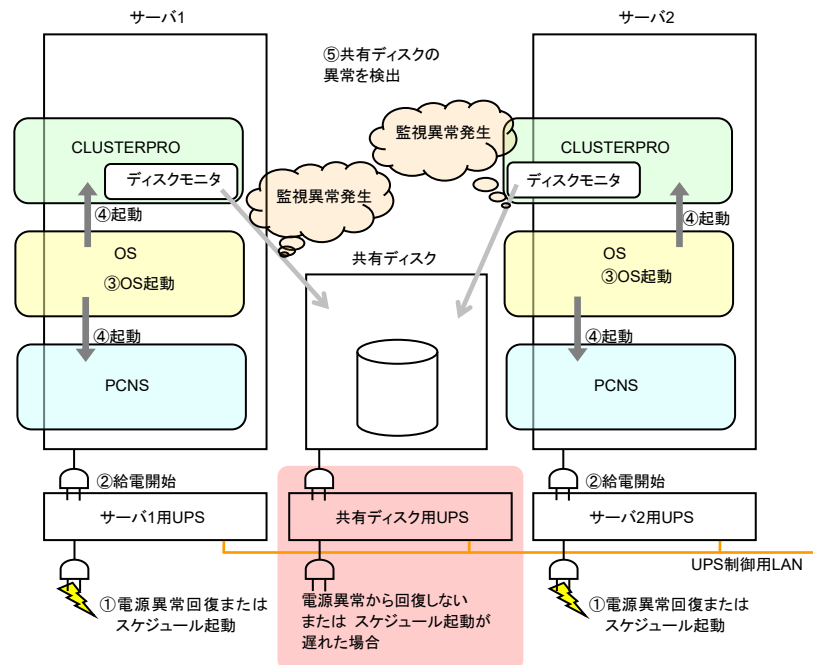 サーバ1
サーバ2
⑤共有ディスクの
異常を検出
監視異常発生
CLUSTERPRO
ディスクモニタ
監視異常発生
CLUSTERPRO
ディスクモニタ
④起動
④起動
OS
③OS起動
共有ディスク
OS
③OS起動
④起動
④起動
PCNS
PCNS
②給電開始
②給電開始
サーバ1用UPS
共有ディスク用UPS
サーバ2用UPS
UPS制御用LAN
①電源異常回復または
スケジュール起動
電源異常から回復しない
または スケジュール起動が
遅れた場合
①電源異常回復または
スケジュール起動